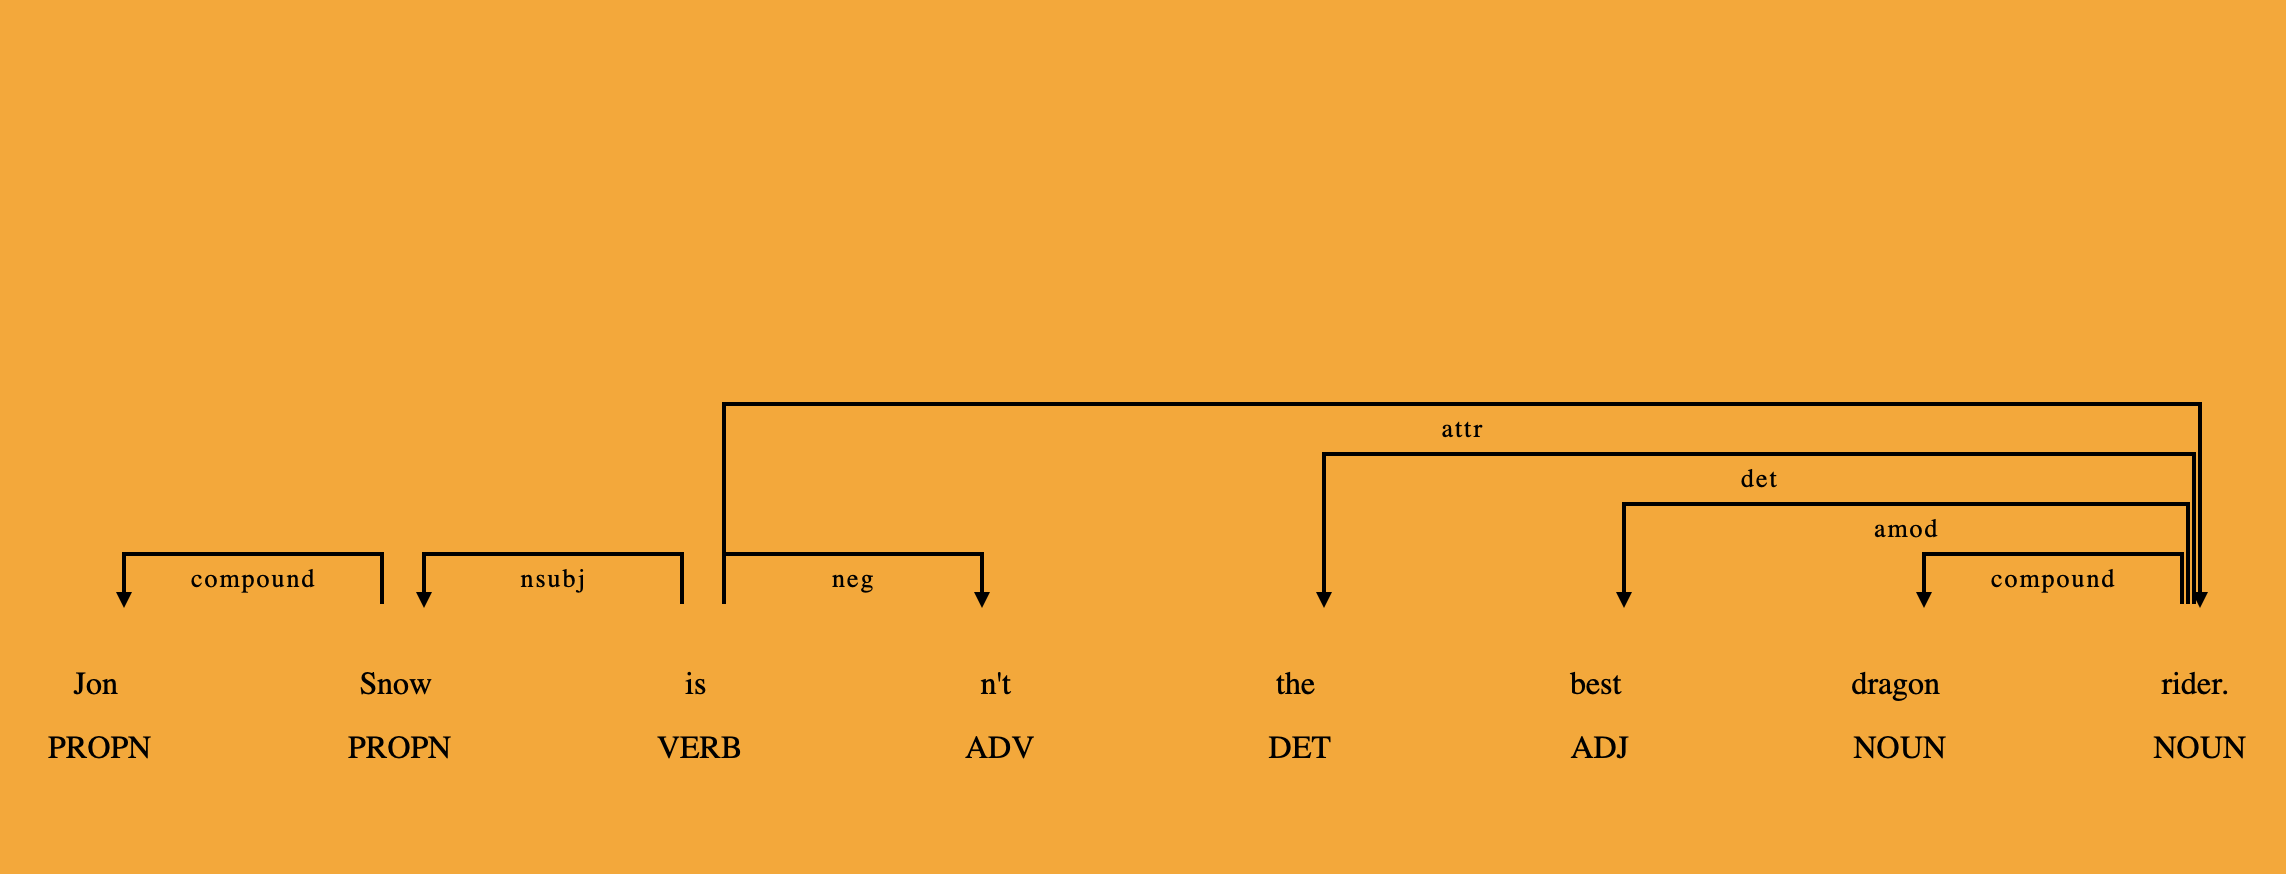 attr
det
amod
compound nsubj neg compound
Jon Snow is n't the best dragon rider.
PROPN PROPN VERB ADV DET ADJ NOUN NOUN